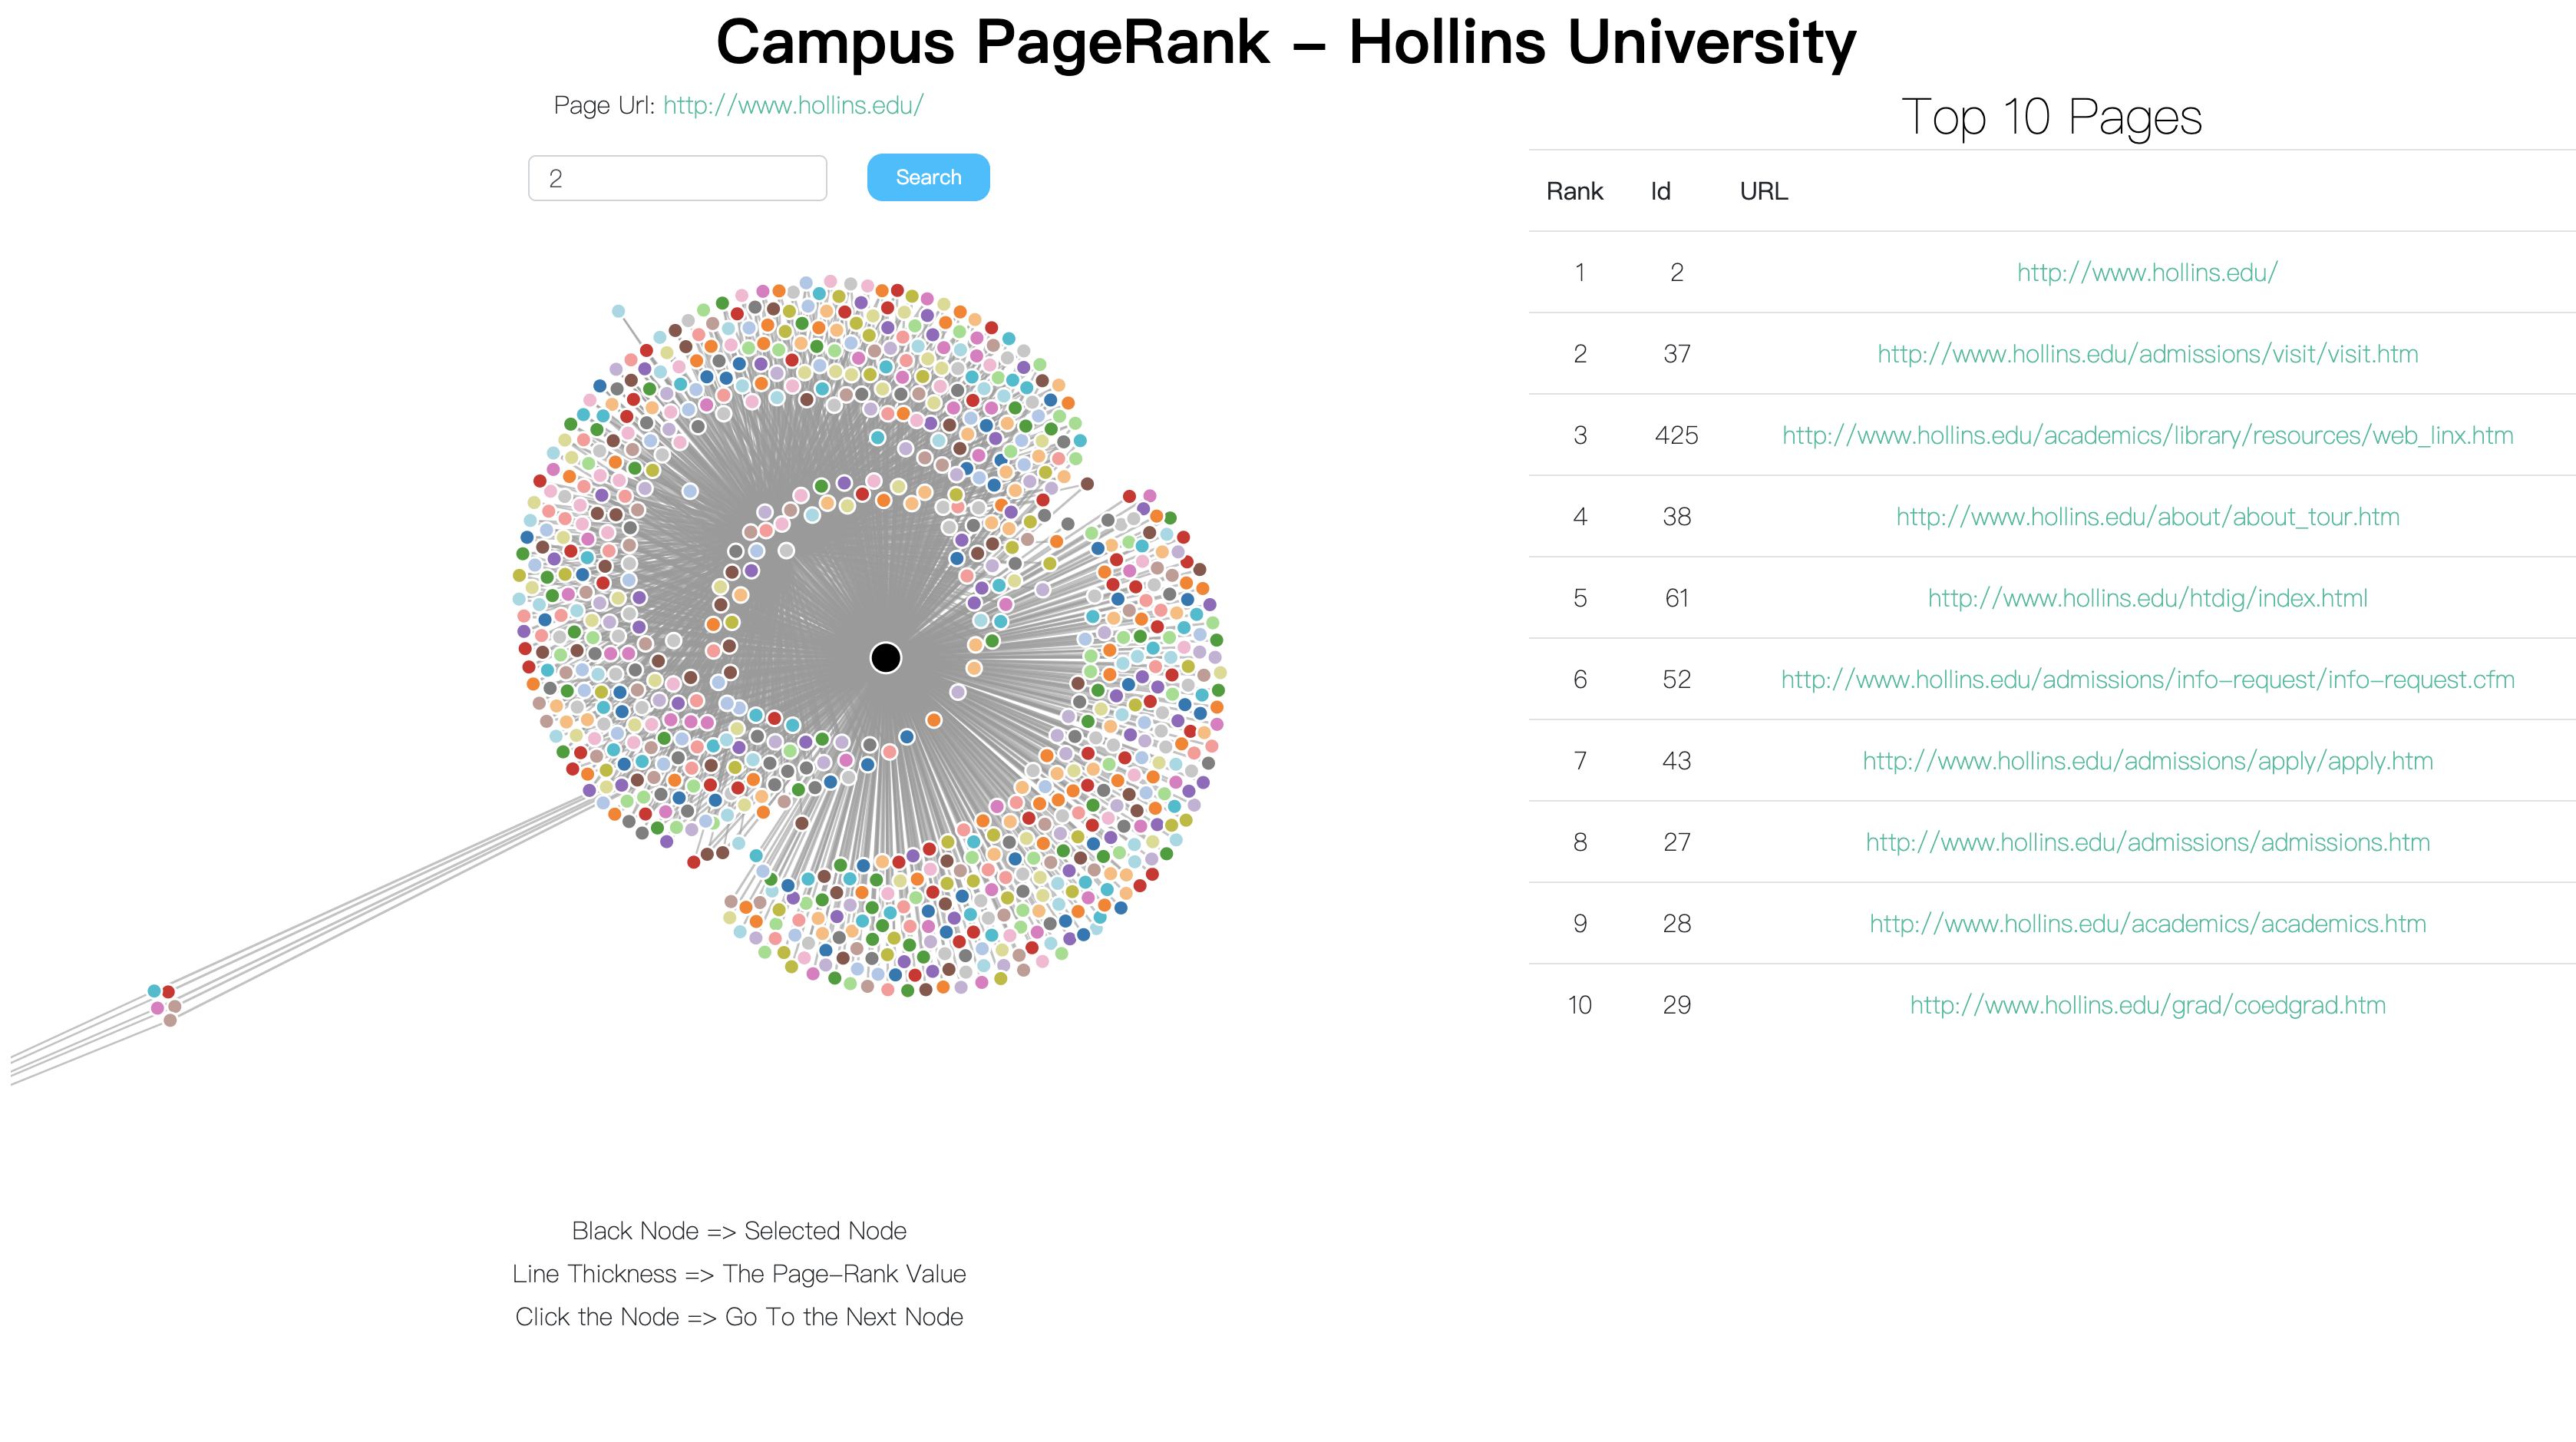 Campus PageRank – Hollins University
Page Url: http://www.hollins.edu/
2
Search
Top 10 Pages
Rank Id URL
1 2 http://www.hollins.edu/
2 37 http://www.hollins.edu/admissions/visit/visit.htm
3 425 http://www.hollins.edu/academics/library/resources/web_linx.htm
4 38 http://www.hollins.edu/about/about_tour.htm
5 61 http://www.hollins.edu/htdig/index.html
6 52 http://www.hollins.edu/admissions/info-request/info-request.cfm
7 43 http://www.hollins.edu/admissions/apply/apply.htm
8 27 http://www.hollins.edu/admissions/admissions.htm
9 28 http://www.hollins.edu/academics/academics.htm
10 29 http://www.hollins.edu/grad/coedgrad.htm
Black Node => Selected Node
Line Thickness => The Page-Rank Value
Click the Node => Go To the Next Node